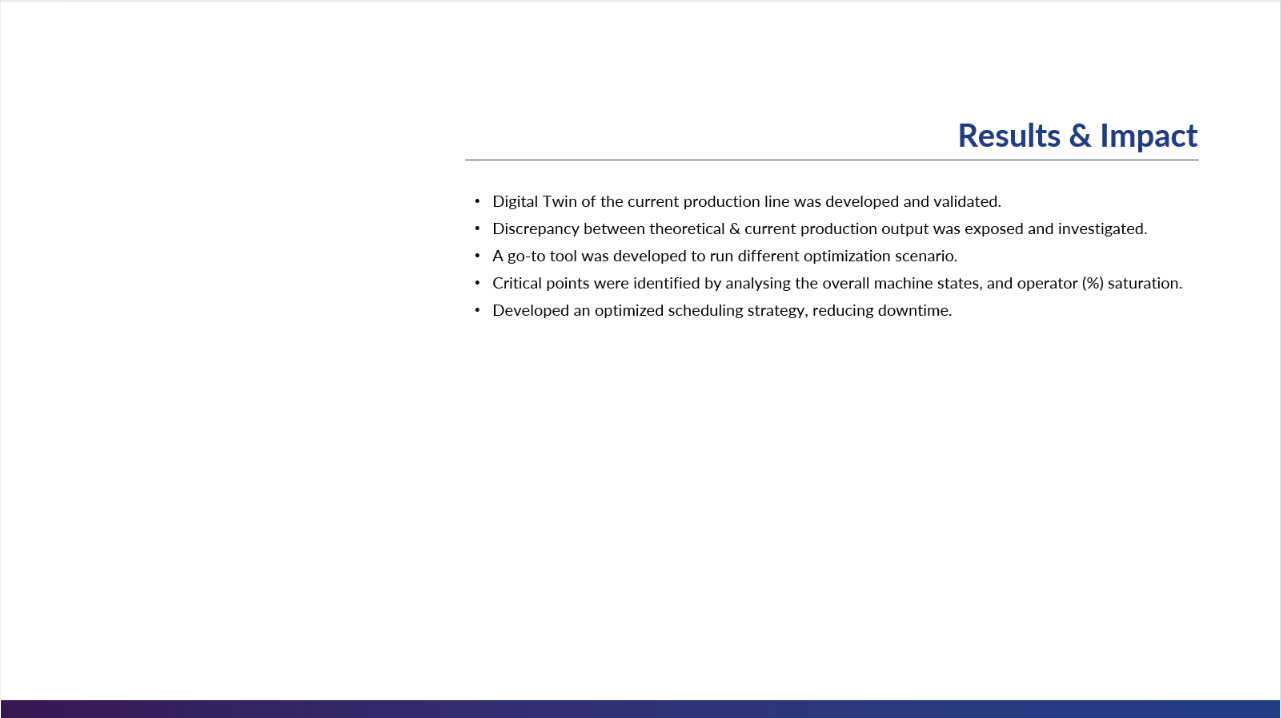 Results & Impact
• Digital Twin of the current production line was developed and validated.
• Discrepancy between theoretical & current production output was exposed and investigated.
• A go-to tool was developed to run different optimization scenario.
• Critical points were identified by analysing the overall machine states, and operator (%) saturation.
• Developed an optimized scheduling strategy, reducing downtime.